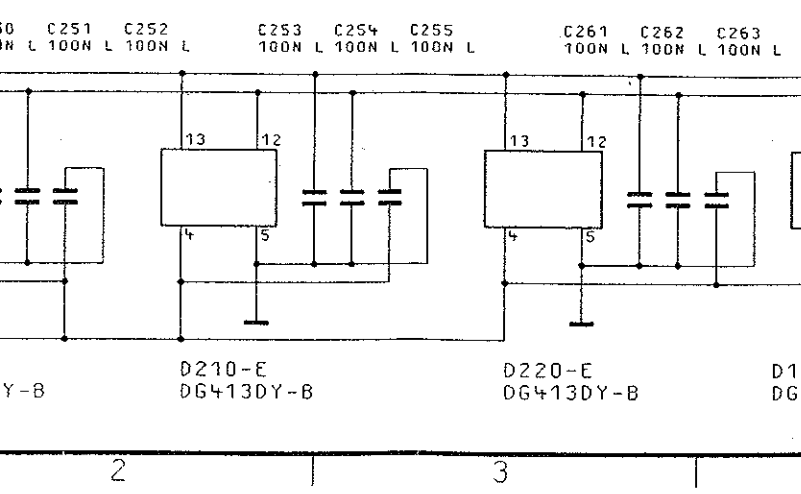 C251 C252 C253 C254 C255 C261 C262 C263
100N L 100N L 100N L 100N L 100N L 100N L 100N L 100N L
13 12 13 12
4 5 4 5
D210-E D220-E
Y-B DG413DY-B DG413DY-B DG
2 3